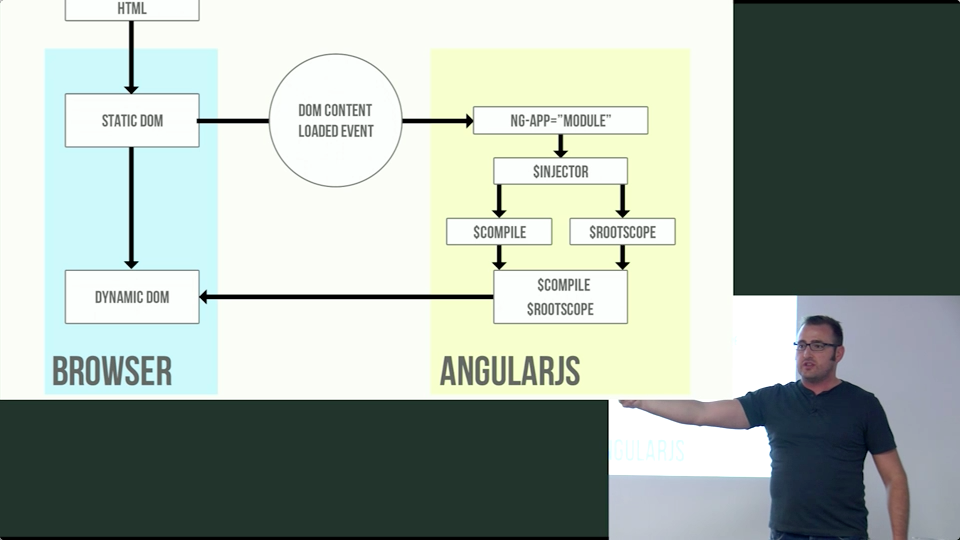 HTML
STATIC DOM
DOM CONTENT
LOADED EVENT
NG-APP="MODULE"
$INJECTOR
$COMPILE
$ROOTSCOPE
DYNAMIC DOM
$COMPILE
$ROOTSCOPE
BROWSER
ANGULARJS
GULARJS